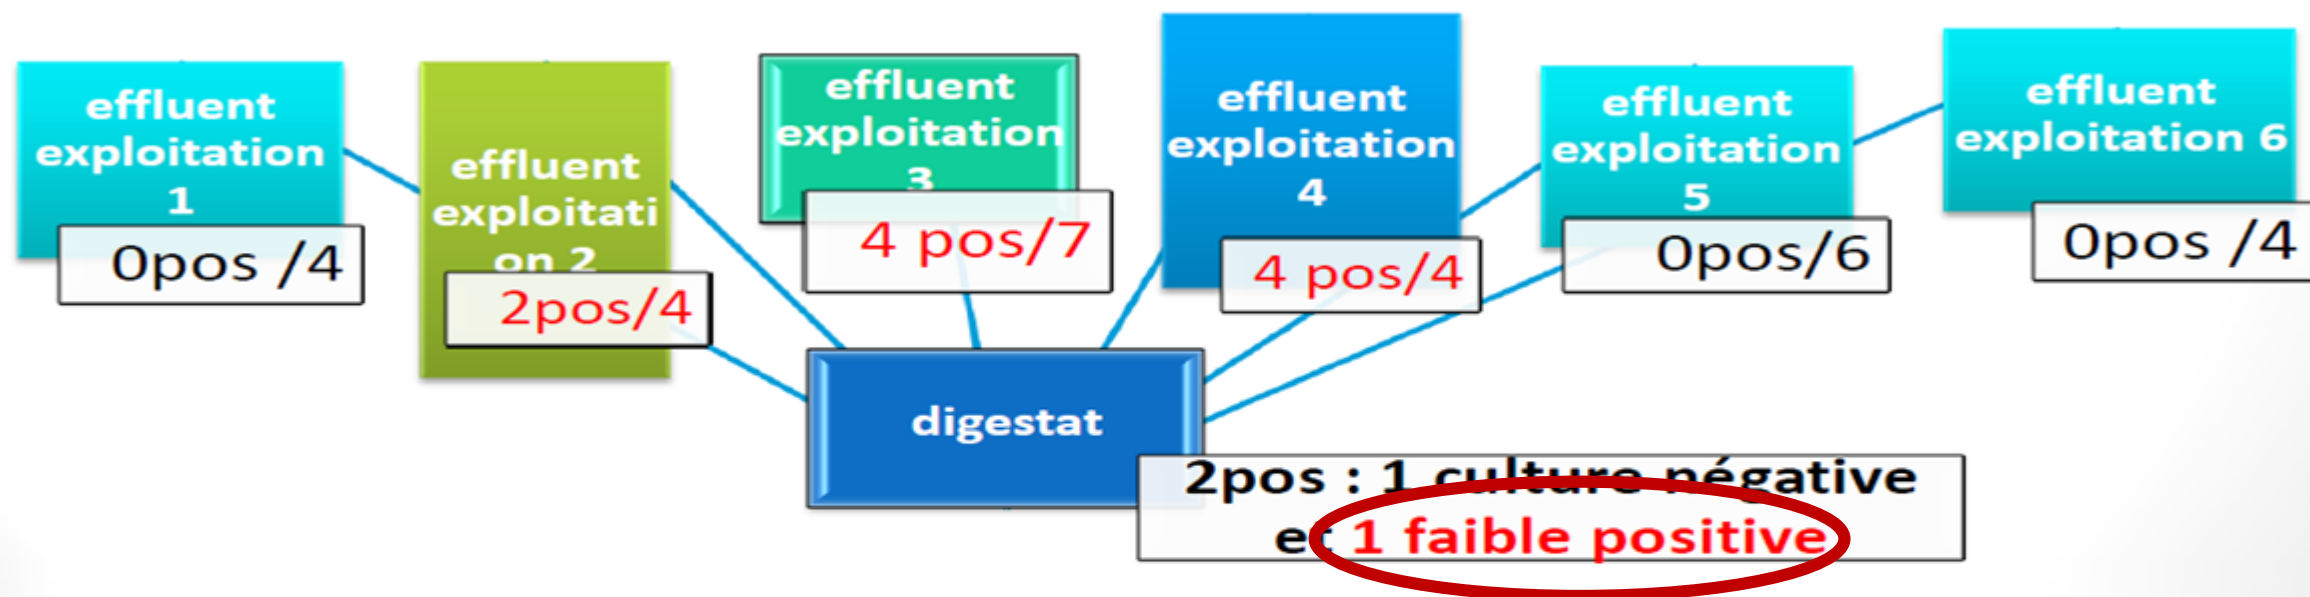 effluent
exploitation
1
0pos /4
effluent
exploitati
on 2
2pos/4
effluent
exploitation
3
4 pos/7
effluent
exploitation
4
4 pos/4
effluent
exploitation
5
0pos/6
effluent
exploitation 6
0pos /4
digestat
2pos : 1 culture négative
et 1 faible positive